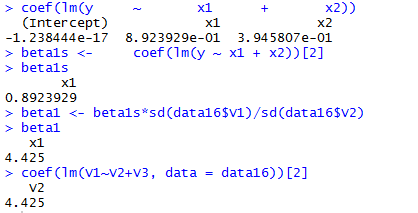 > coef(lm(y ~ x1 + x2))
(Intercept) x1 x2
-1.238444e-17 8.923929e-01 3.945807e-01
> beta1s <- coef(lm(y ~ x1 + x2))[2]
> beta1s
x1
0.8923929
> beta1 <- beta1s*sd(data16$v1)/sd(data16$v2)
> beta1
x1
4.425
> coef(lm(v1~v2+v3, data = data16))[2]
v2
4.425